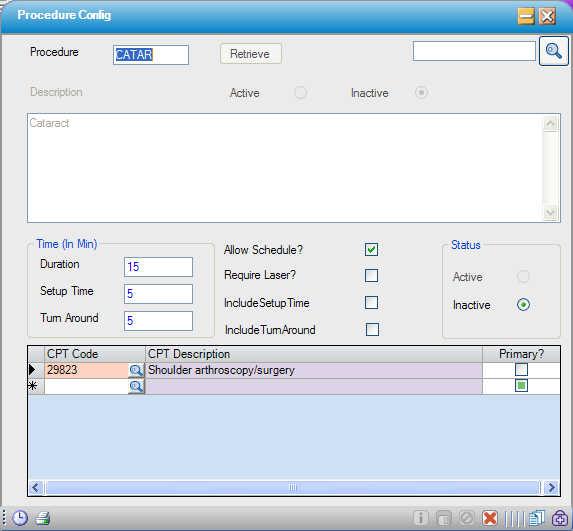 Procedure Config
Procedure CATAR Retrieve
Description Active Inactive
Cataract
Time (In Min)
Duration 15
Setup Time 5
Turn Around 5
Allow Schedule?
Require Laser?
IncludeSetupTime
IncludeTurnAround
Status
Active
Inactive
CPT Code CPT Description Primary?
29823 Shoulder arthroscopy/surgery